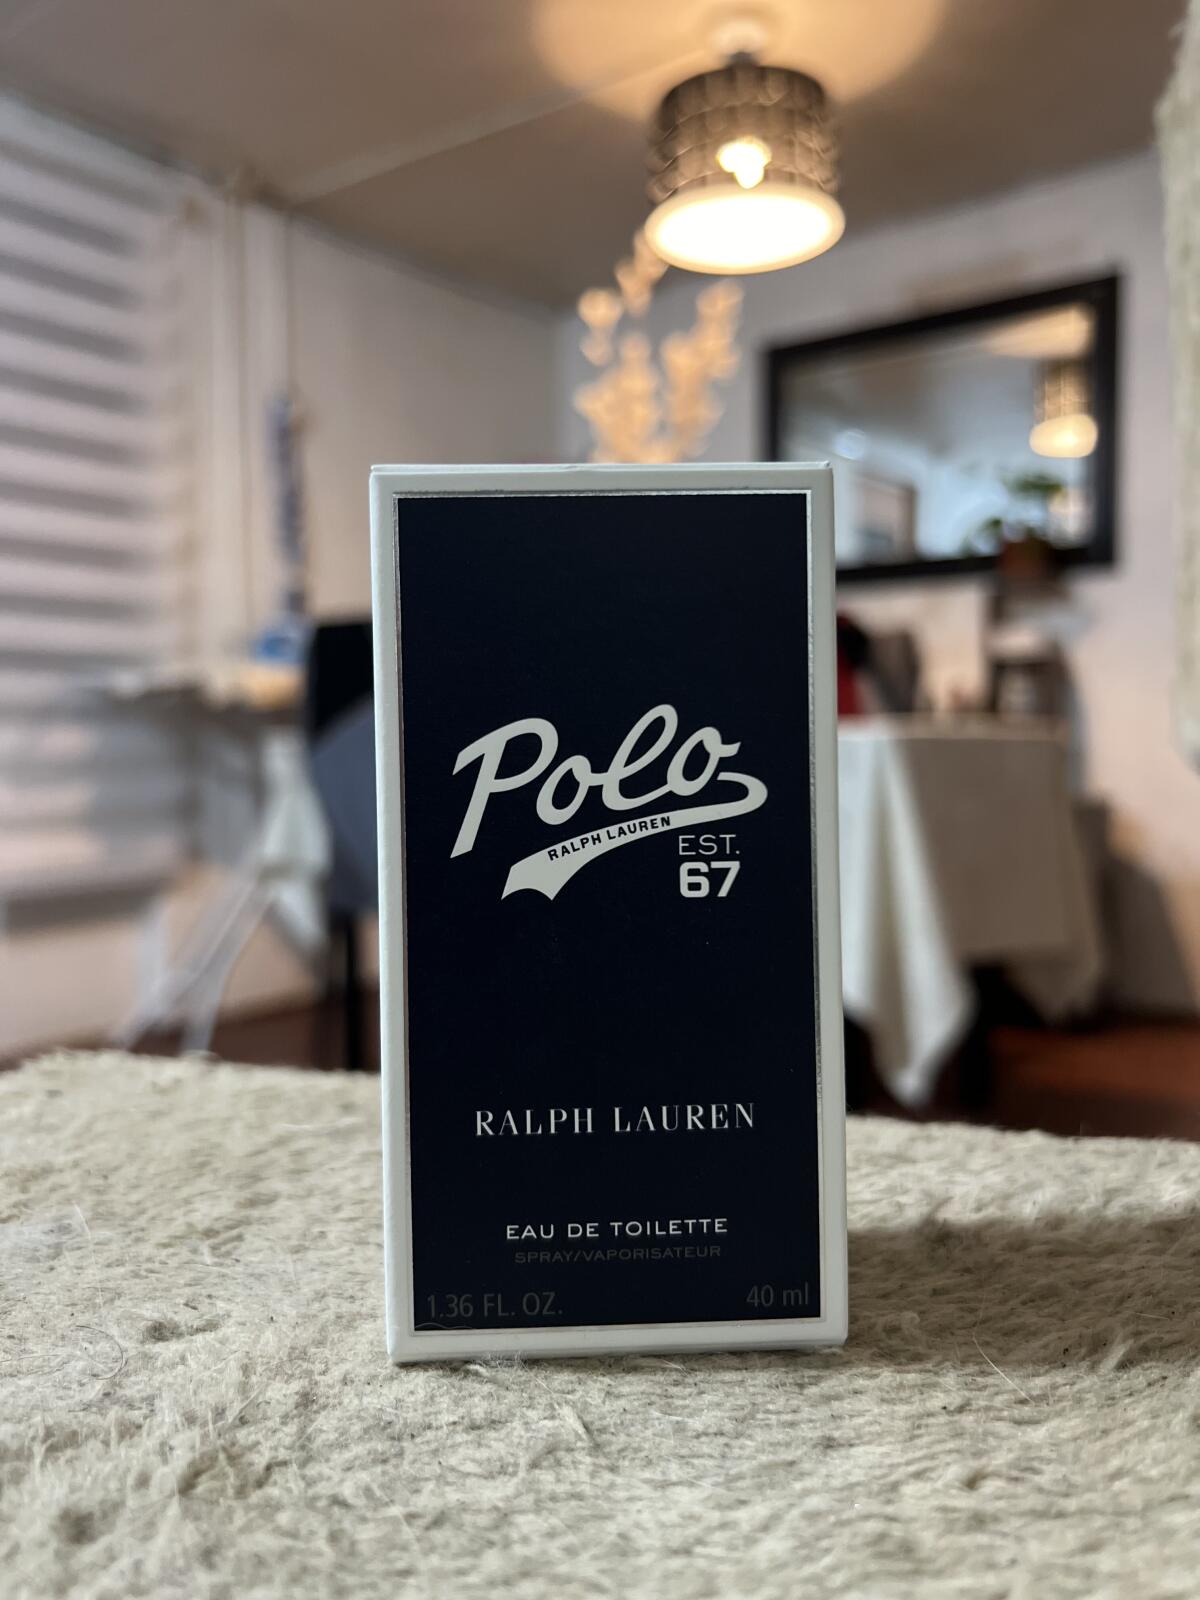 Polo
RALPH LAUREN
EST.
67
RALPH LAUREN
EAU DE TOILETTE
SPRAY/VAPORISATEUR
1.36 FL. OZ. 40 ml